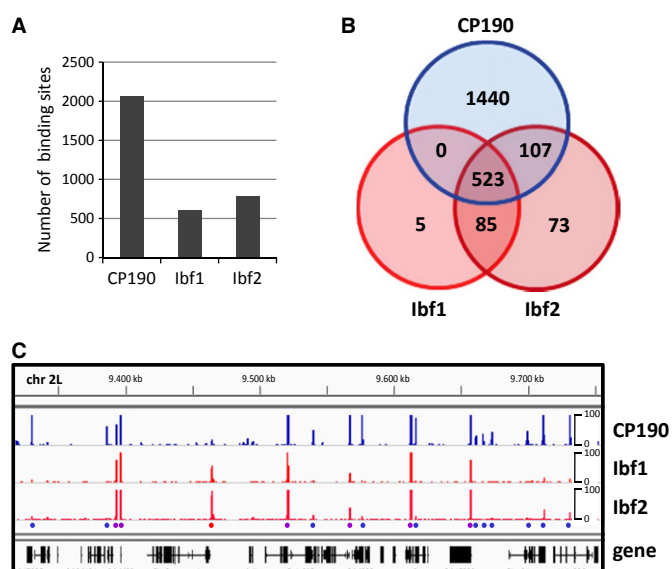 A
Number of binding sites
2500
2000
1500
1000
500
0
CP190 Ibf1 Ibf2
B
CP190
1440
0 107
523
5 85 73
Ibf1 Ibf2
C
chr 2L 9.400 kb 9.500 kb 9.600 kb 9.700 kb
100
0
CP190
100
0
Ibf1
100
0
Ibf2
gene